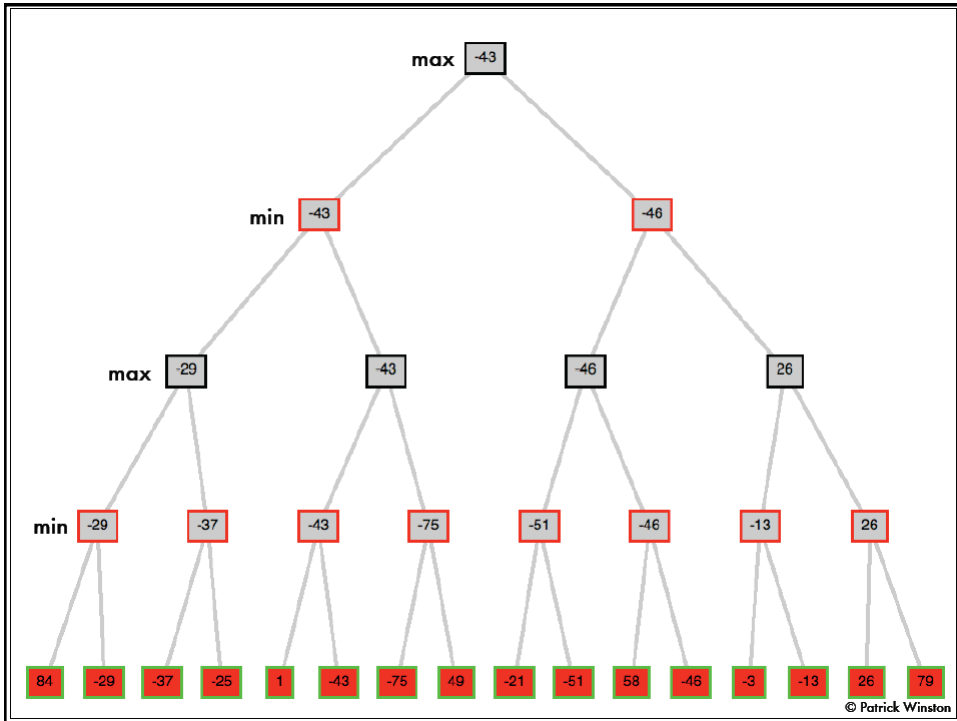 max -43
min -43 -46
max -29 -43 -46 26
min -29 -37 -43 -75 -51 -46 -13 26
84 -29 -37 -25 1 -43 -75 49 -21 -51 58 -46 -3 -13 26 79
© Patrick Winston